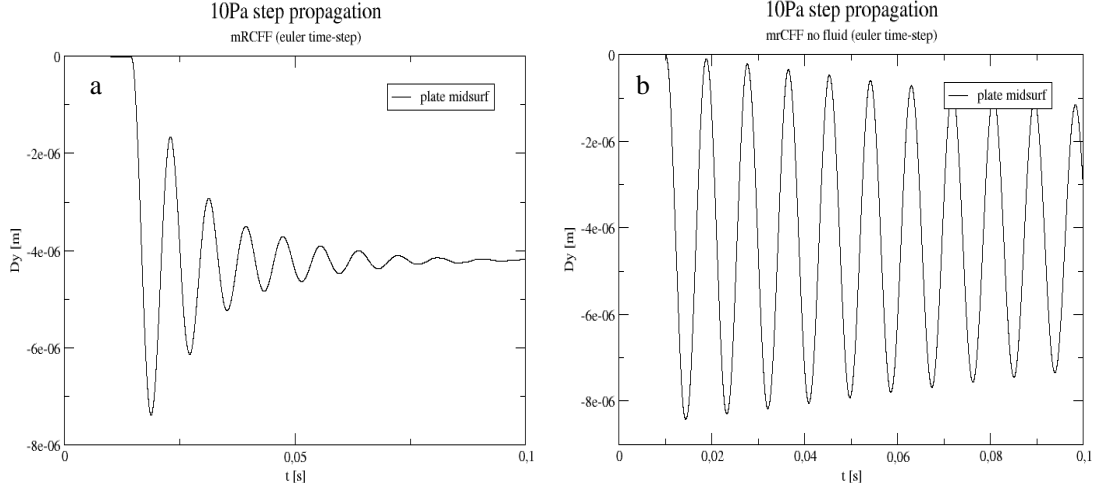 10Pa step propagation
mRCFF (euler time-step)
a
plate midsurf
0
-2e-06
-4e-06
-6e-06
-8e-06
Dy [m]
0
0,05
0,1
t [s]
10Pa step propagation
mrCFF no fluid (euler time-step)
b
plate midsurf
0
-2e-06
-4e-06
-6e-06
-8e-06
Dy [m]
0
0,02
0,04
0,06
0,08
0,1
t [s]